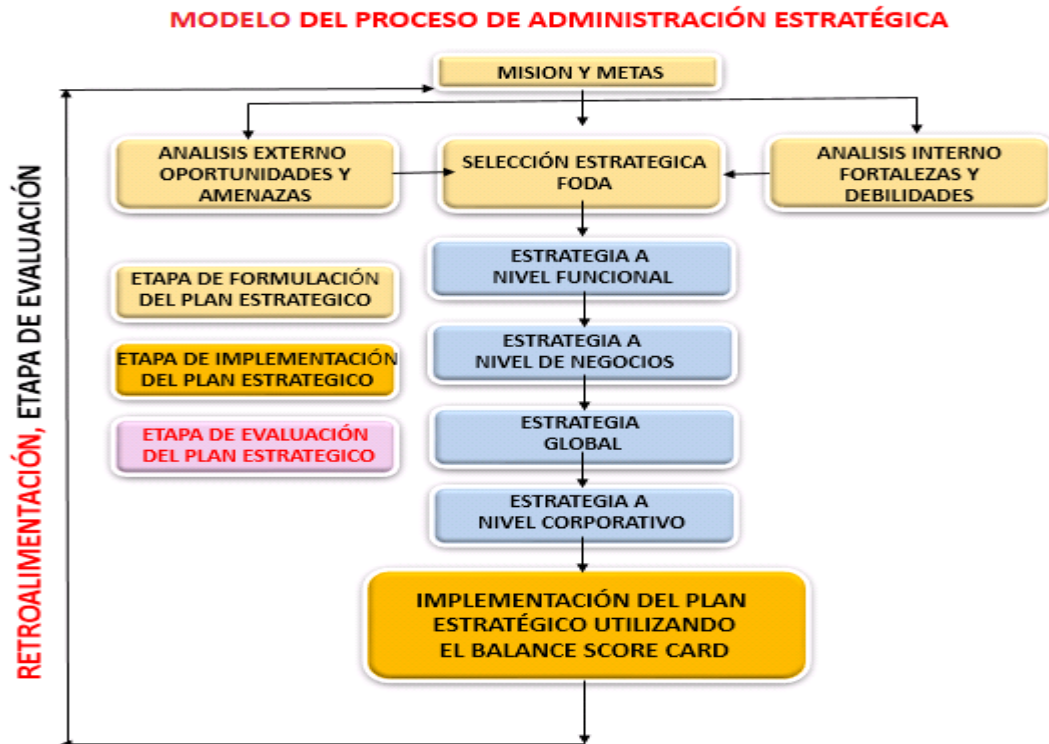 MODELO DEL PROCESO DE ADMINISTRACIÓN ESTRATÉGICA
MISION Y METAS
ANALISIS EXTERNO
OPORTUNIDADES Y
AMENAZAS
SELECCIÓN ESTRATEGICA
FODA
ANALISIS INTERNO
FORTALEZAS Y
DEBILIDADES
ESTRATEGIA A
NIVEL FUNCIONAL
ETAPA DE FORMULACIÓN
DEL PLAN ESTRATEGICO
ESTRATEGIA A
NIVEL DE NEGOCIOS
ETAPA DE IMPLEMENTACIÓN
DEL PLAN ESTRATEGICO
ESTRATEGIA
GLOBAL
ETAPA DE EVALUACIÓN
DEL PLAN ESTRATEGICO
ESTRATEGIA A
NIVEL CORPORATIVO
IMPLEMENTACIÓN DEL PLAN
ESTRATÉGICO UTILIZANDO
EL BALANCE SCORE CARD
RETROALIMENTACIÓN, ETAPA DE EVALUACIÓN